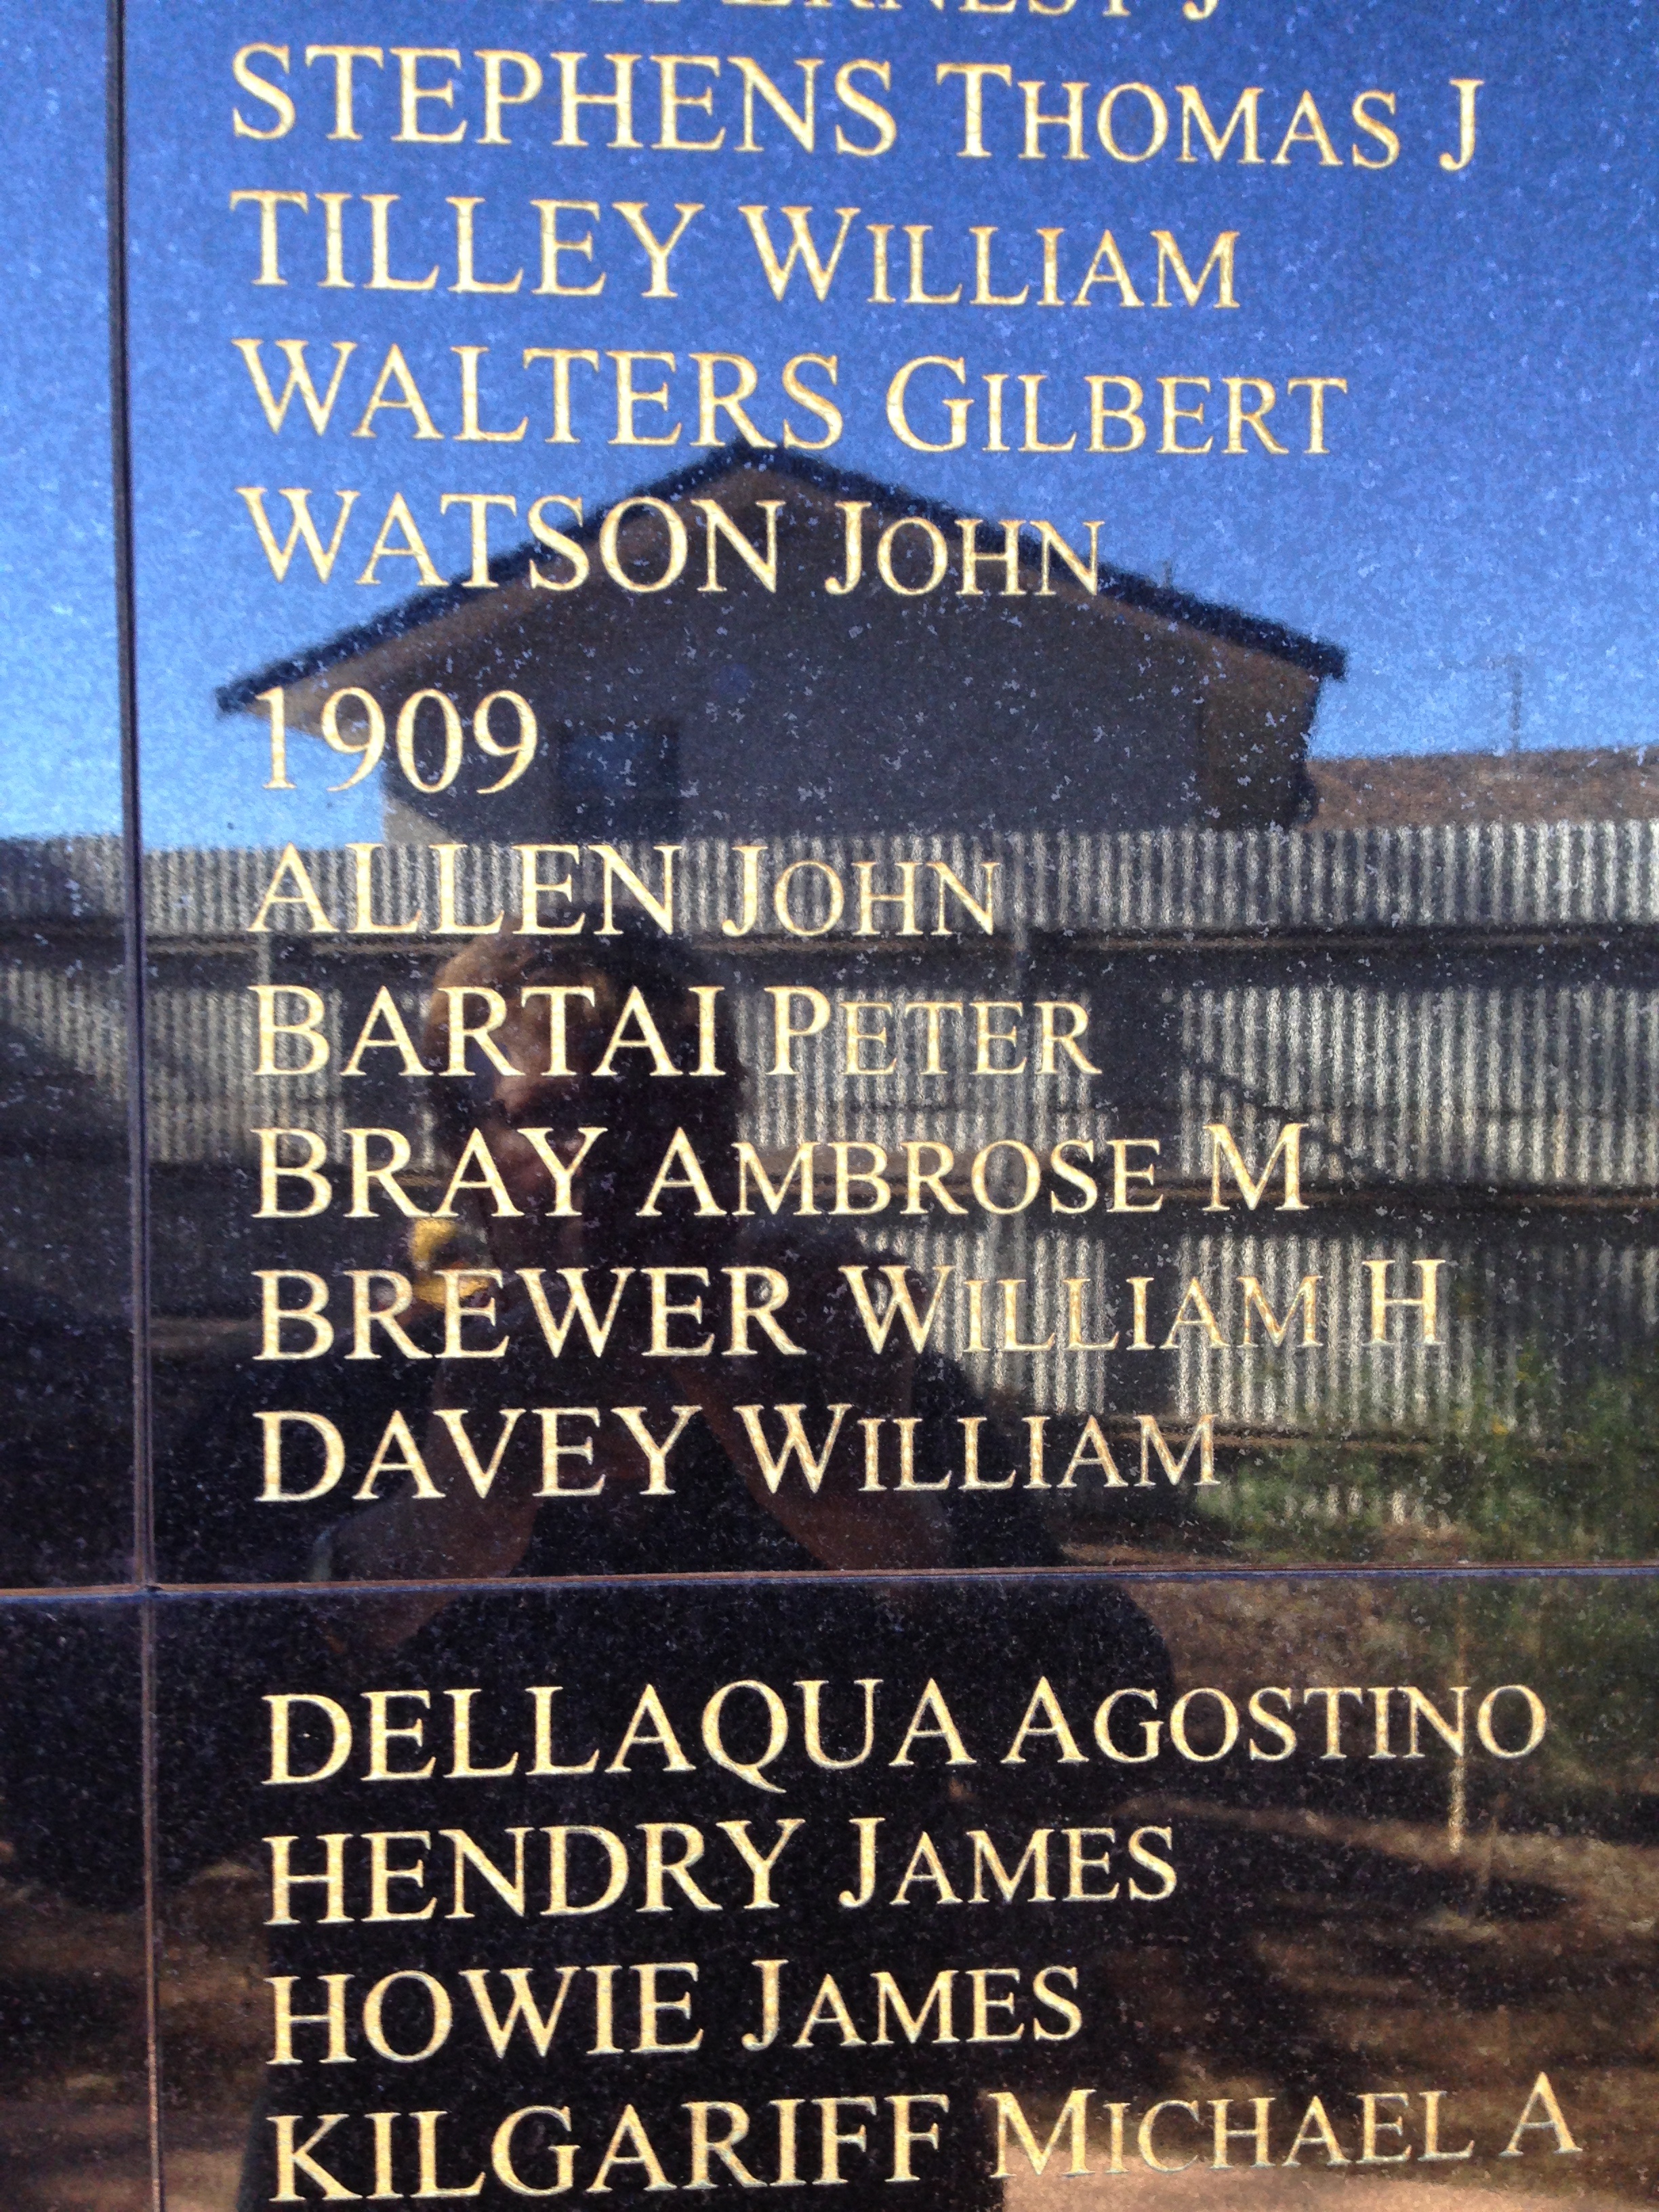 ERNEST J
STEPHENS THOMAS J
TILLEY WILLIAM
WALTERS GILBERT
WATSON JOHN
1909
ALLEN JOHN
BARTAI PETER
BRAY AMBROSE M
BREWER WILLIAM H
DAVEY WILLIAM
DELLAQUA AGOSTINO
HENDRY JAMES
HOWIE JAMES
KILGARIFF MICHAEL A